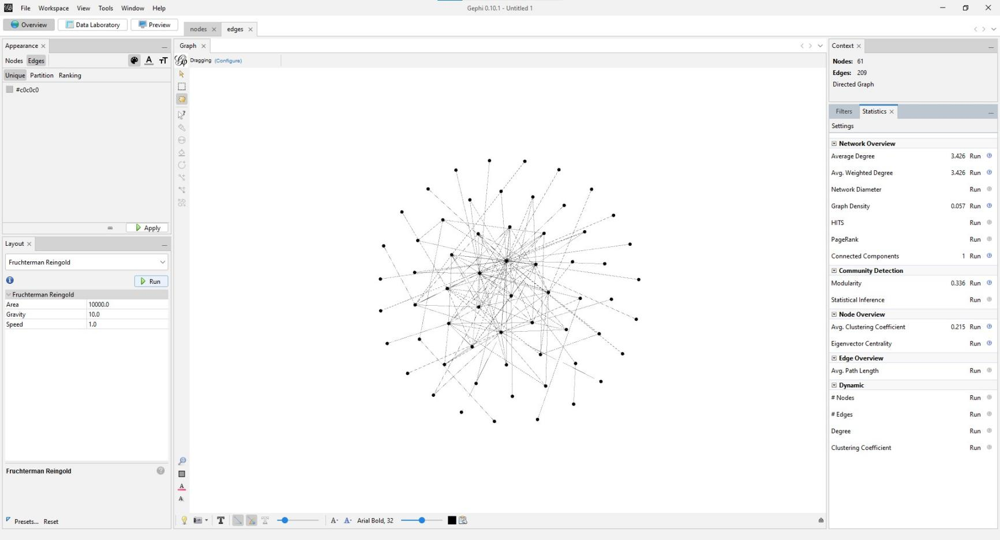 Gephi 0.10.1 - Untitled 1
File Workspace View Tools Window Help
Overview Data Laboratory Preview nodes edges
Appearance
Nodes Edges
Unique Partition Ranking
#c0c0c0
Apply
Layout
Fruchterman Reingold
Run
Fruchterman Reingold
Area 10000.0
Gravity 10.0
Speed 1.0
Fruchterman Reingold
Presets... Reset
Graph
Dragging (Configure)
Arial Bold, 32
Context
Nodes: 61
Edges: 209
Directed Graph
Filters Statistics
Settings
Network Overview
Average Degree 3.426 Run
Avg. Weighted Degree 3.426 Run
Network Diameter Run
Graph Density 0.057 Run
HITS Run
PageRank Run
Connected Components 1 Run
Community Detection
Modularity 0.336 Run
Statistical Inference Run
Node Overview
Avg. Clustering Coefficient 0.215 Run
Eigenvector Centrality Run
Edge Overview
Avg. Path Length Run
Dynamic
# Nodes Run
# Edges Run
Degree Run
Clustering Coefficient Run